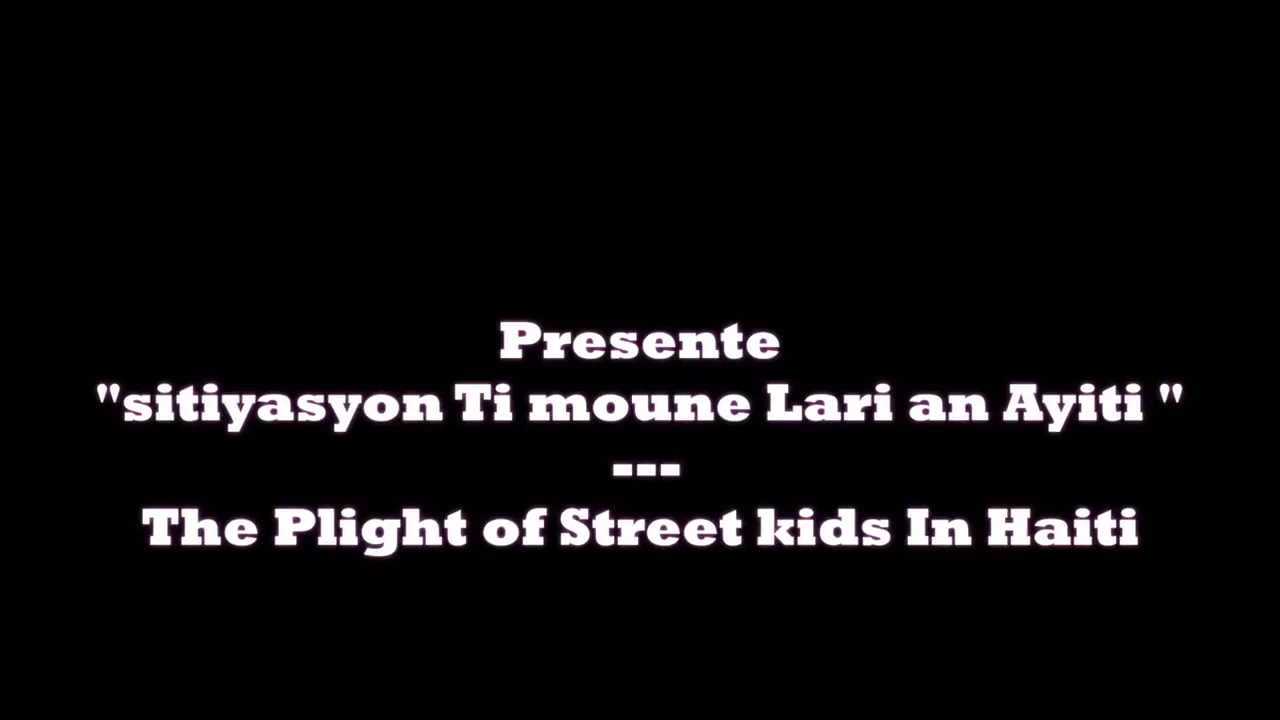 Presente
"sitiyasyon Ti moune Lari an Ayiti "
---
The Plight of Street kids In Haiti